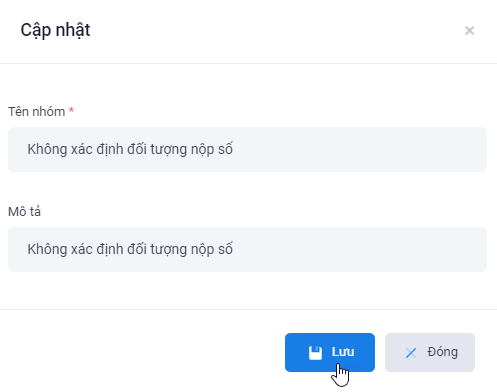 Cập nhật
Tên nhóm *
Không xác định đối tượng nộp số
Mô tả
Không xác định đối tượng nộp số
Lưu
Đóng